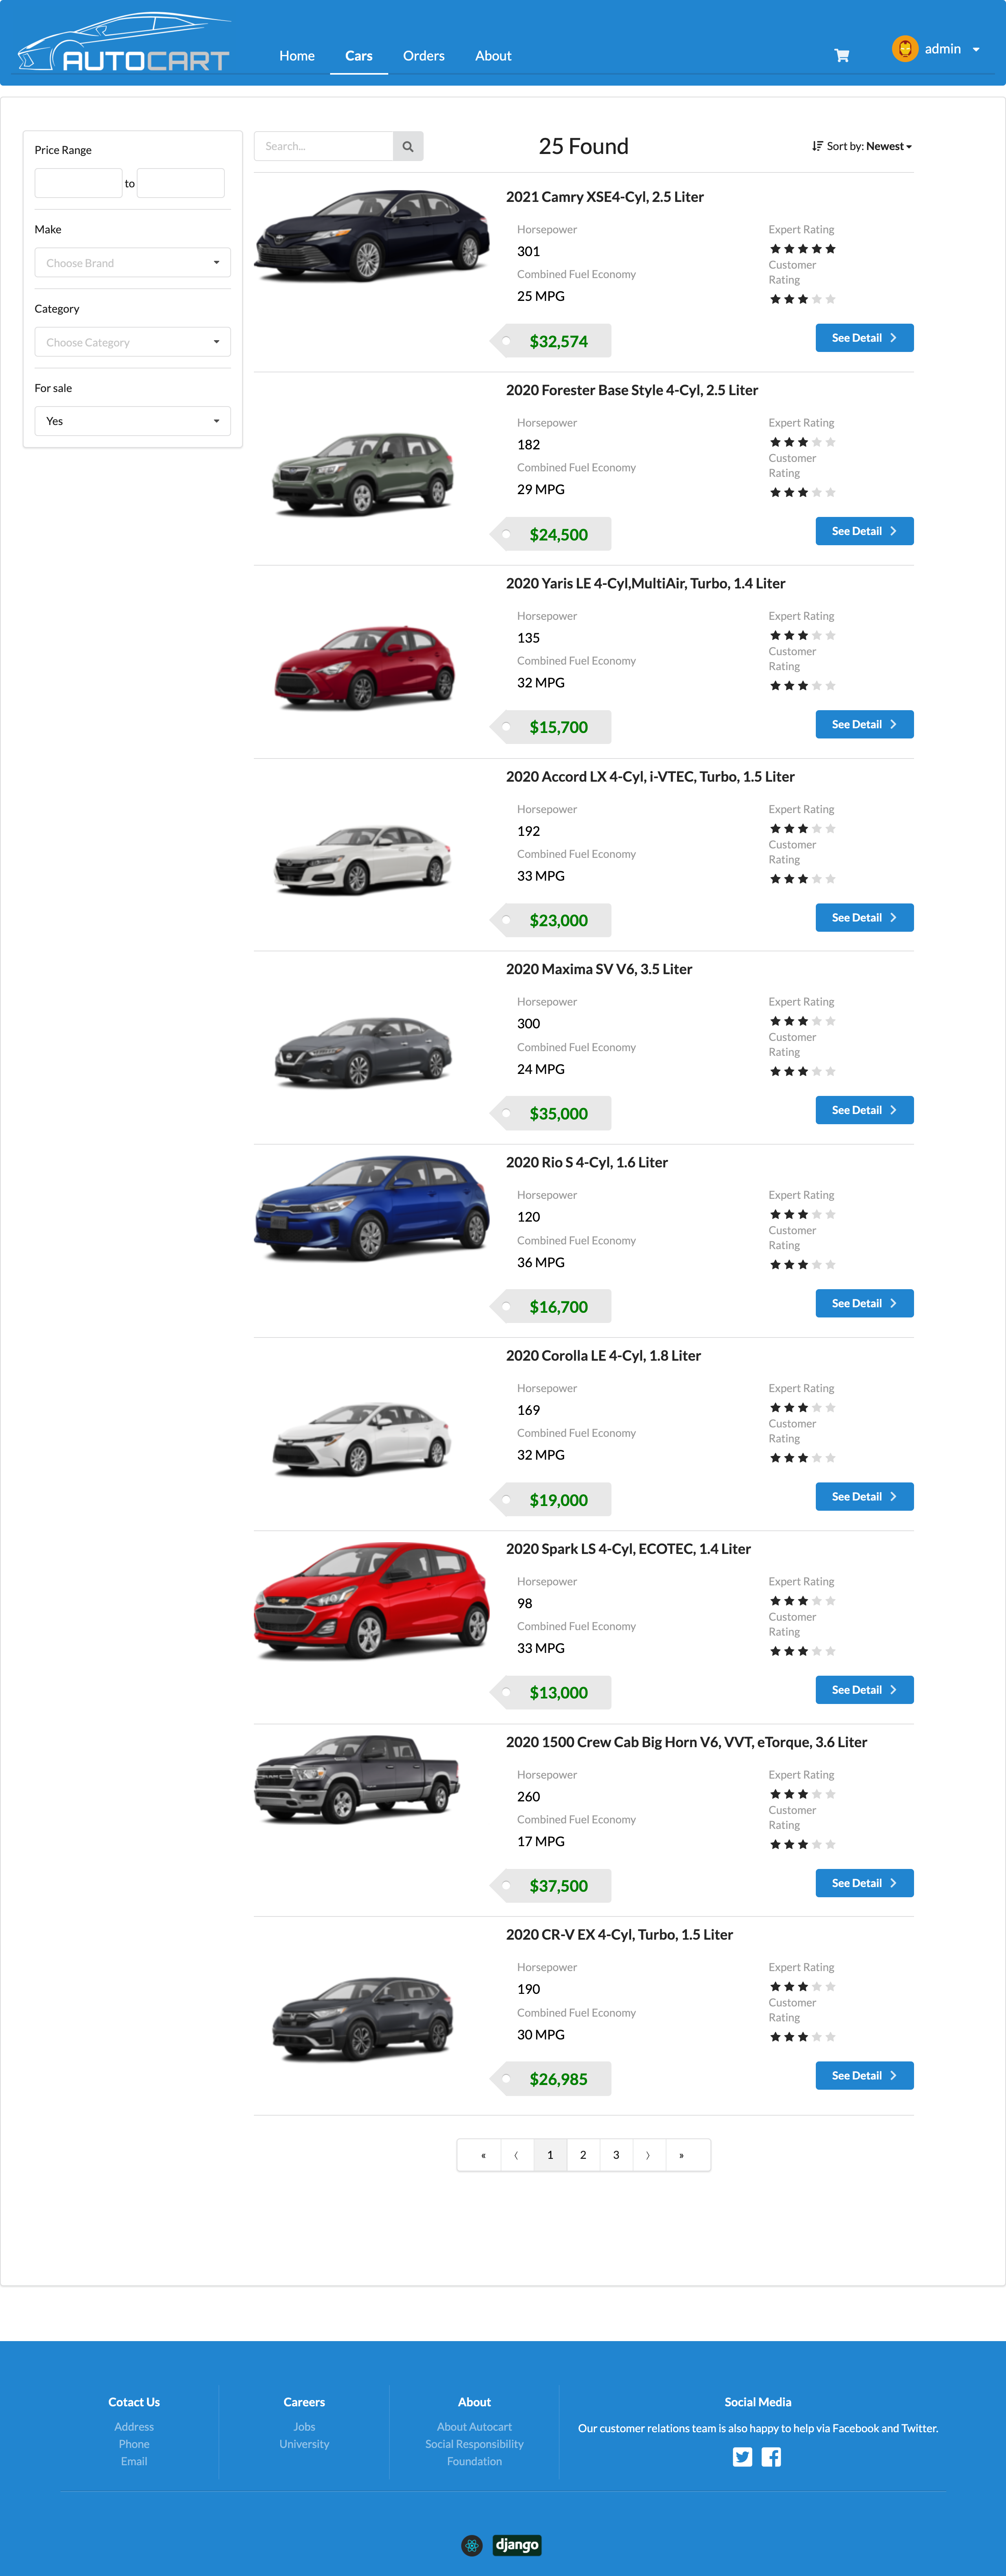 AUTOCART
Home Cars Orders About
admin
Price Range
to
Make
Choose Brand
Category
Choose Category
For sale
Yes
Search...
25 Found
Sort by: Newest
2021 Camry XSE4-Cyl, 2.5 Liter
Horsepower
301
Combined Fuel Economy
25 MPG
Expert Rating
Customer
Rating
$32,574
See Detail
2020 Forester Base Style 4-Cyl, 2.5 Liter
Horsepower
182
Combined Fuel Economy
29 MPG
Expert Rating
Customer
Rating
$24,500
See Detail
2020 Yaris LE 4-Cyl,MultiAir, Turbo, 1.4 Liter
Horsepower
135
Combined Fuel Economy
32 MPG
Expert Rating
Customer
Rating
$15,700
See Detail
2020 Accord LX 4-Cyl, i-VTEC, Turbo, 1.5 Liter
Horsepower
192
Combined Fuel Economy
33 MPG
Expert Rating
Customer
Rating
$23,000
See Detail
2020 Maxima SV V6, 3.5 Liter
Horsepower
300
Combined Fuel Economy
24 MPG
Expert Rating
Customer
Rating
$35,000
See Detail
2020 Rio S 4-Cyl, 1.6 Liter
Horsepower
120
Combined Fuel Economy
36 MPG
Expert Rating
Customer
Rating
$16,700
See Detail
2020 Corolla LE 4-Cyl, 1.8 Liter
Horsepower
169
Combined Fuel Economy
32 MPG
Expert Rating
Customer
Rating
$19,000
See Detail
2020 Spark LS 4-Cyl, ECOTEC, 1.4 Liter
Horsepower
98
Combined Fuel Economy
33 MPG
Expert Rating
Customer
Rating
$13,000
See Detail
2020 1500 Crew Cab Big Horn V6, VVT, eTorque, 3.6 Liter
Horsepower
260
Combined Fuel Economy
17 MPG
Expert Rating
Customer
Rating
$37,500
See Detail
2020 CR-V EX 4-Cyl, Turbo, 1.5 Liter
Horsepower
190
Combined Fuel Economy
30 MPG
Expert Rating
Customer
Rating
$26,985
See Detail
« ⟨ 1 2 3 ⟩ »
Cotact Us
Address
Phone
Email
Careers
Jobs
University
About
About Autocart
Social Responsibility
Foundation
Social Media
Our customer relations team is also happy to help via Facebook and Twitter.
django